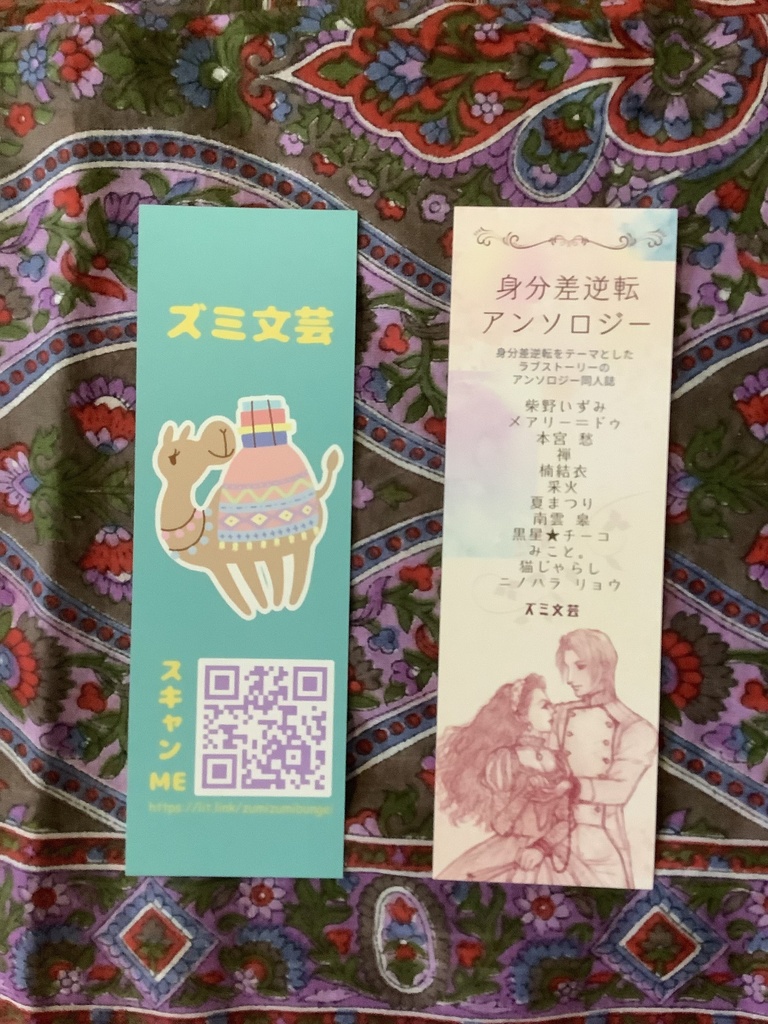 ズミ文芸
スキャン
ME
https://lit.link/zumizumibungei
身分差逆転
アンソロジー
身分差逆転をテーマとした
ラブストーリーの
アンソロジー同人誌
柴野いずみ
メアリー＝ドゥ
本宮 愁
禅
楠結衣
采火
夏まつり
南雲 皋
黒星★チーコ
みこと。
猫じゃらし
ニノハラ リョウ
ズミ文芸